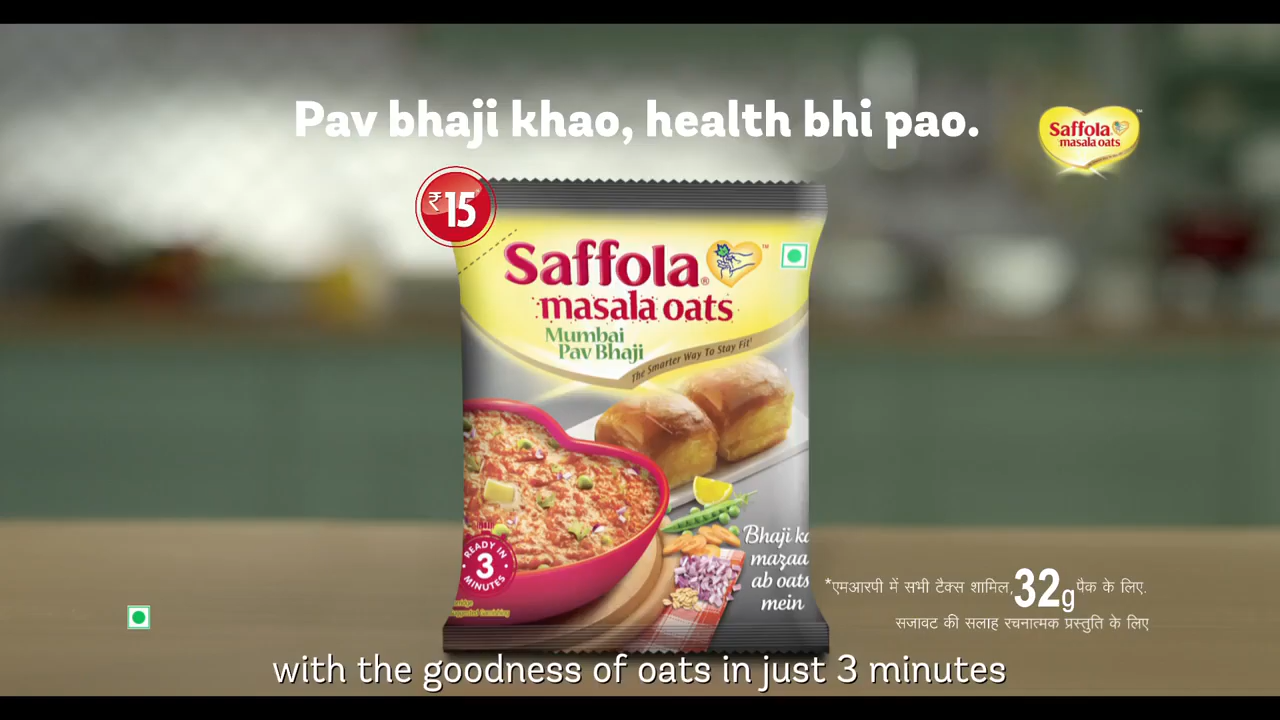 Pav bhaji khao, health bhi pao.
Saffola
masala oats
₹15*
Saffola
masala oats
Mumbai
Pav Bhaji
The Smarter Way To Stay Fit!
READY IN
3
MINUTES
Suggested Garnishing
Bhaji ka
mazaa
ab oats
mein
*एमआरपी में सभी टैक्स शामिल, 32g पैक के लिए.
सजावट की सलाह रचनात्मक प्रस्तुति के लिए
with the goodness of oats in just 3 minutes